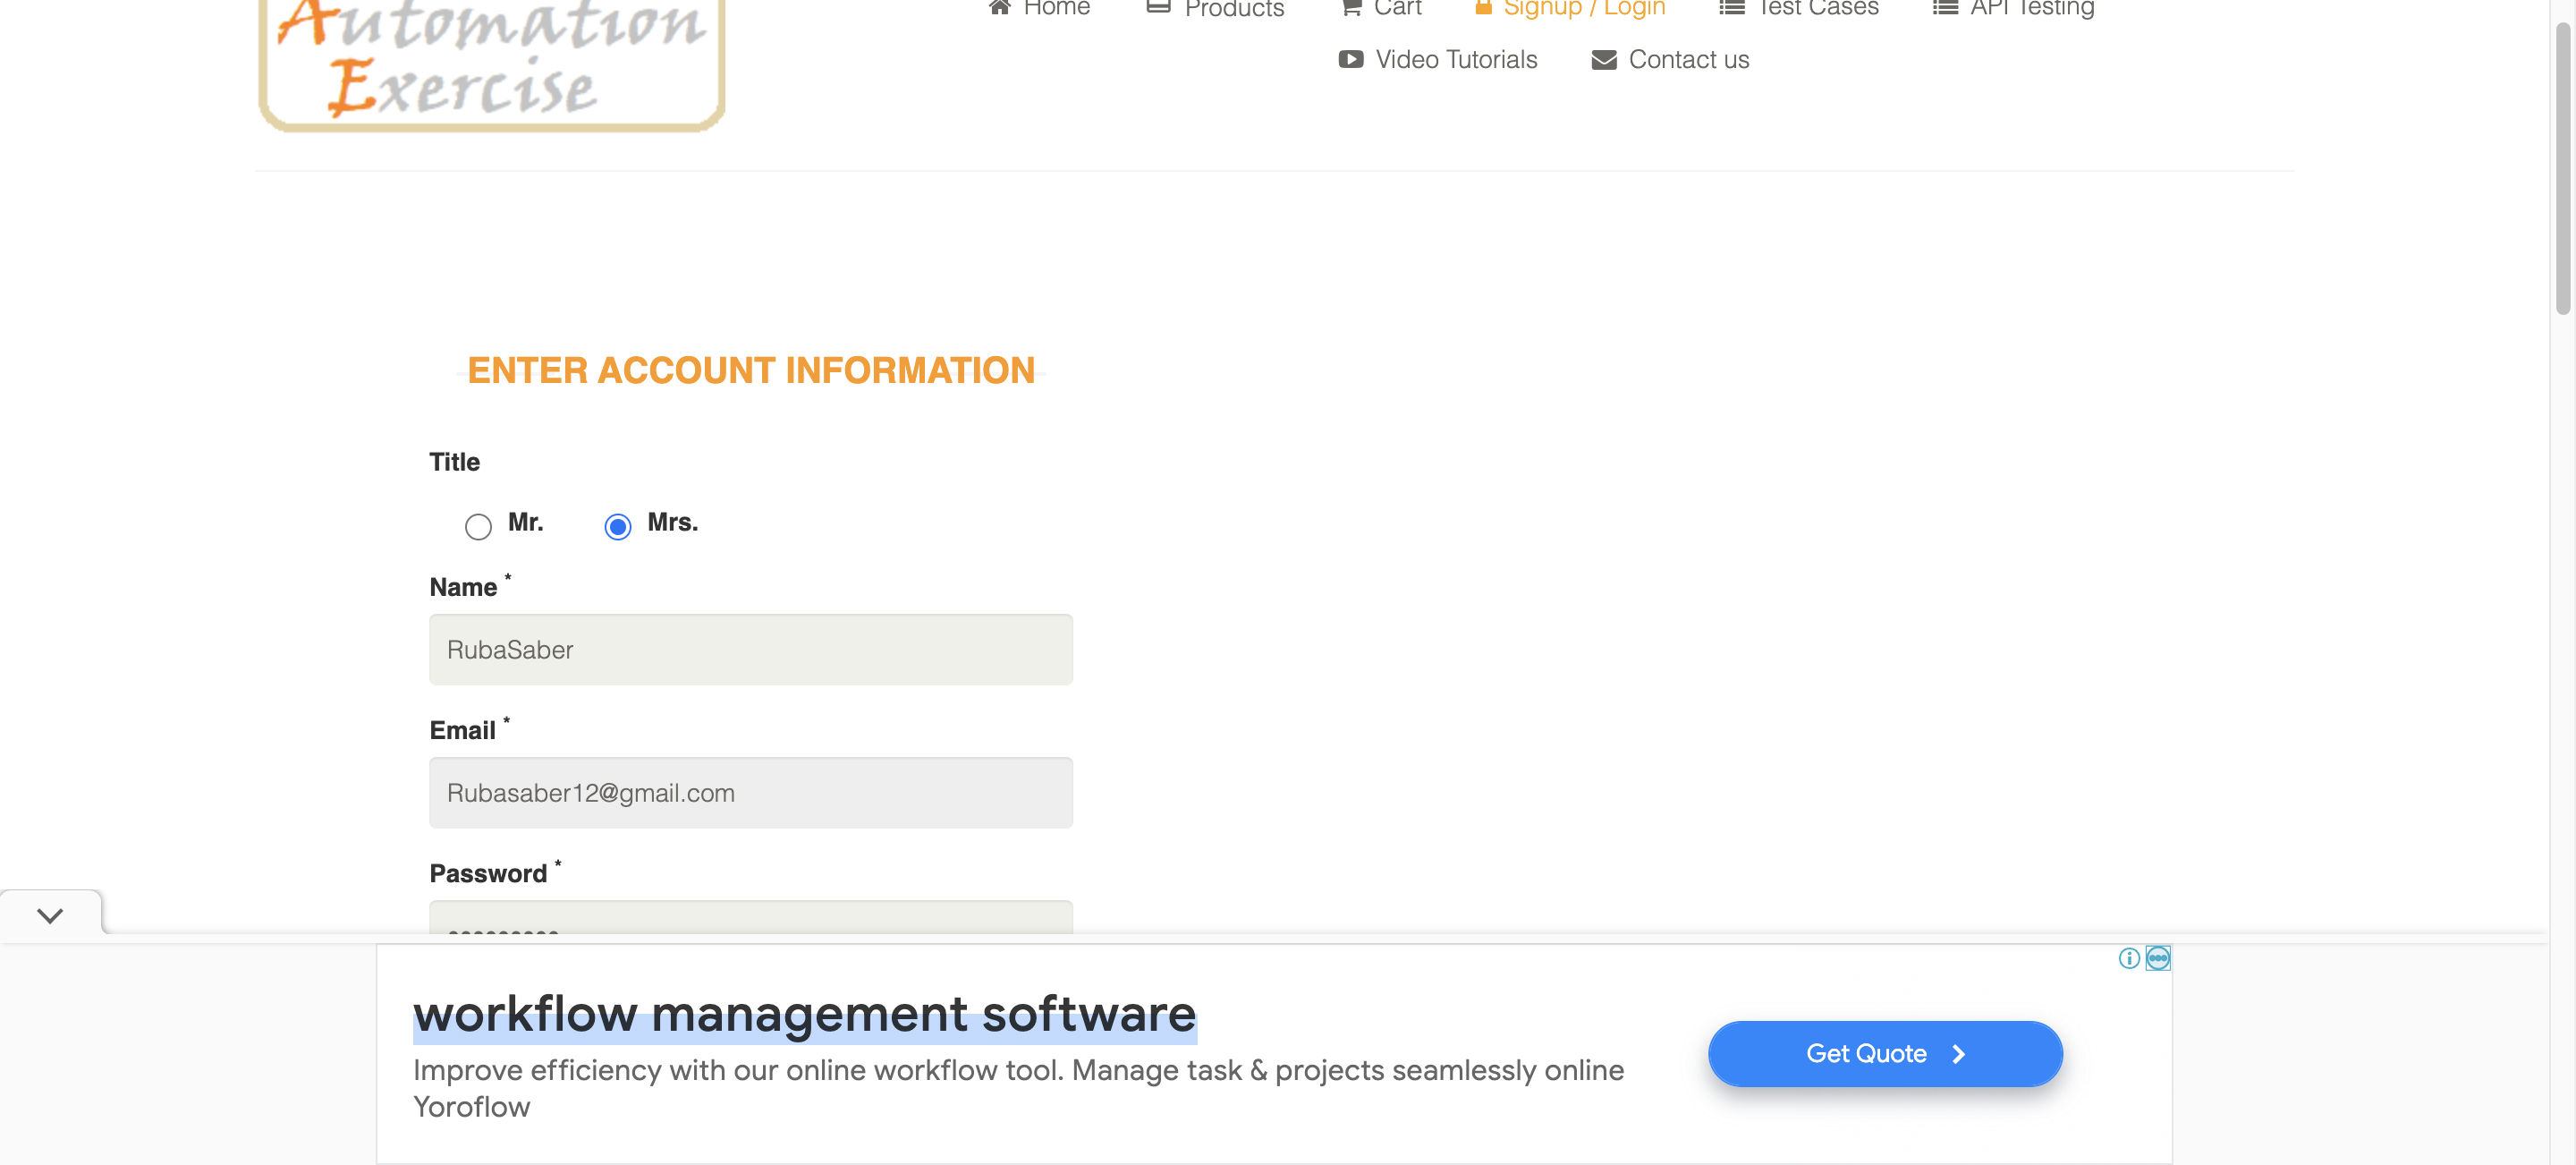 Automation
Exercise
Home Products Cart Signup / Login Test Cases API Testing
Video Tutorials Contact us
ENTER ACCOUNT INFORMATION
Title
Mr. Mrs.
Name *
RubaSaber
Email *
Rubasaber12@gmail.com
Password *
workflow management software
Improve efficiency with our online workflow tool. Manage task & projects seamlessly online
Yoroflow
Get Quote